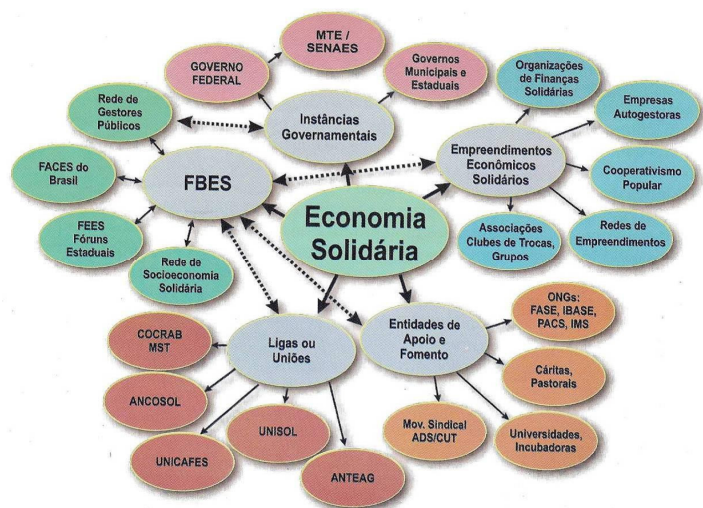 MTE /
SENAES
GOVERNO
FEDERAL
Governos
Municipais e
Estaduais
Organizações
de Finanças
Solidárias
Rede de
Gestores
Públicos
Instâncias
Governamentais
Empresas
Autogestoras
Empreendimentos
Econômicos
Solidários
FACES do
Brasil
FBES
Cooperativismo
Popular
Economia
Solidária
FEES
Fóruns
Estaduais
Rede de
Socioeconomia
Solidária
Associações
Clubes de Trocas,
Grupos
Redes de
Empreendimentos
ONGs:
FASE, IBASE,
PACS, IMS
Ligas ou
Uniões
Entidades de
Apoio e
Fomento
COCRAB
MST
Cáritas,
Pastorais
ANCOSOL
UNISOL
Mov. Sindical
ADS/CUT
Universidades,
Incubadoras
UNICAFES
ANTEAG